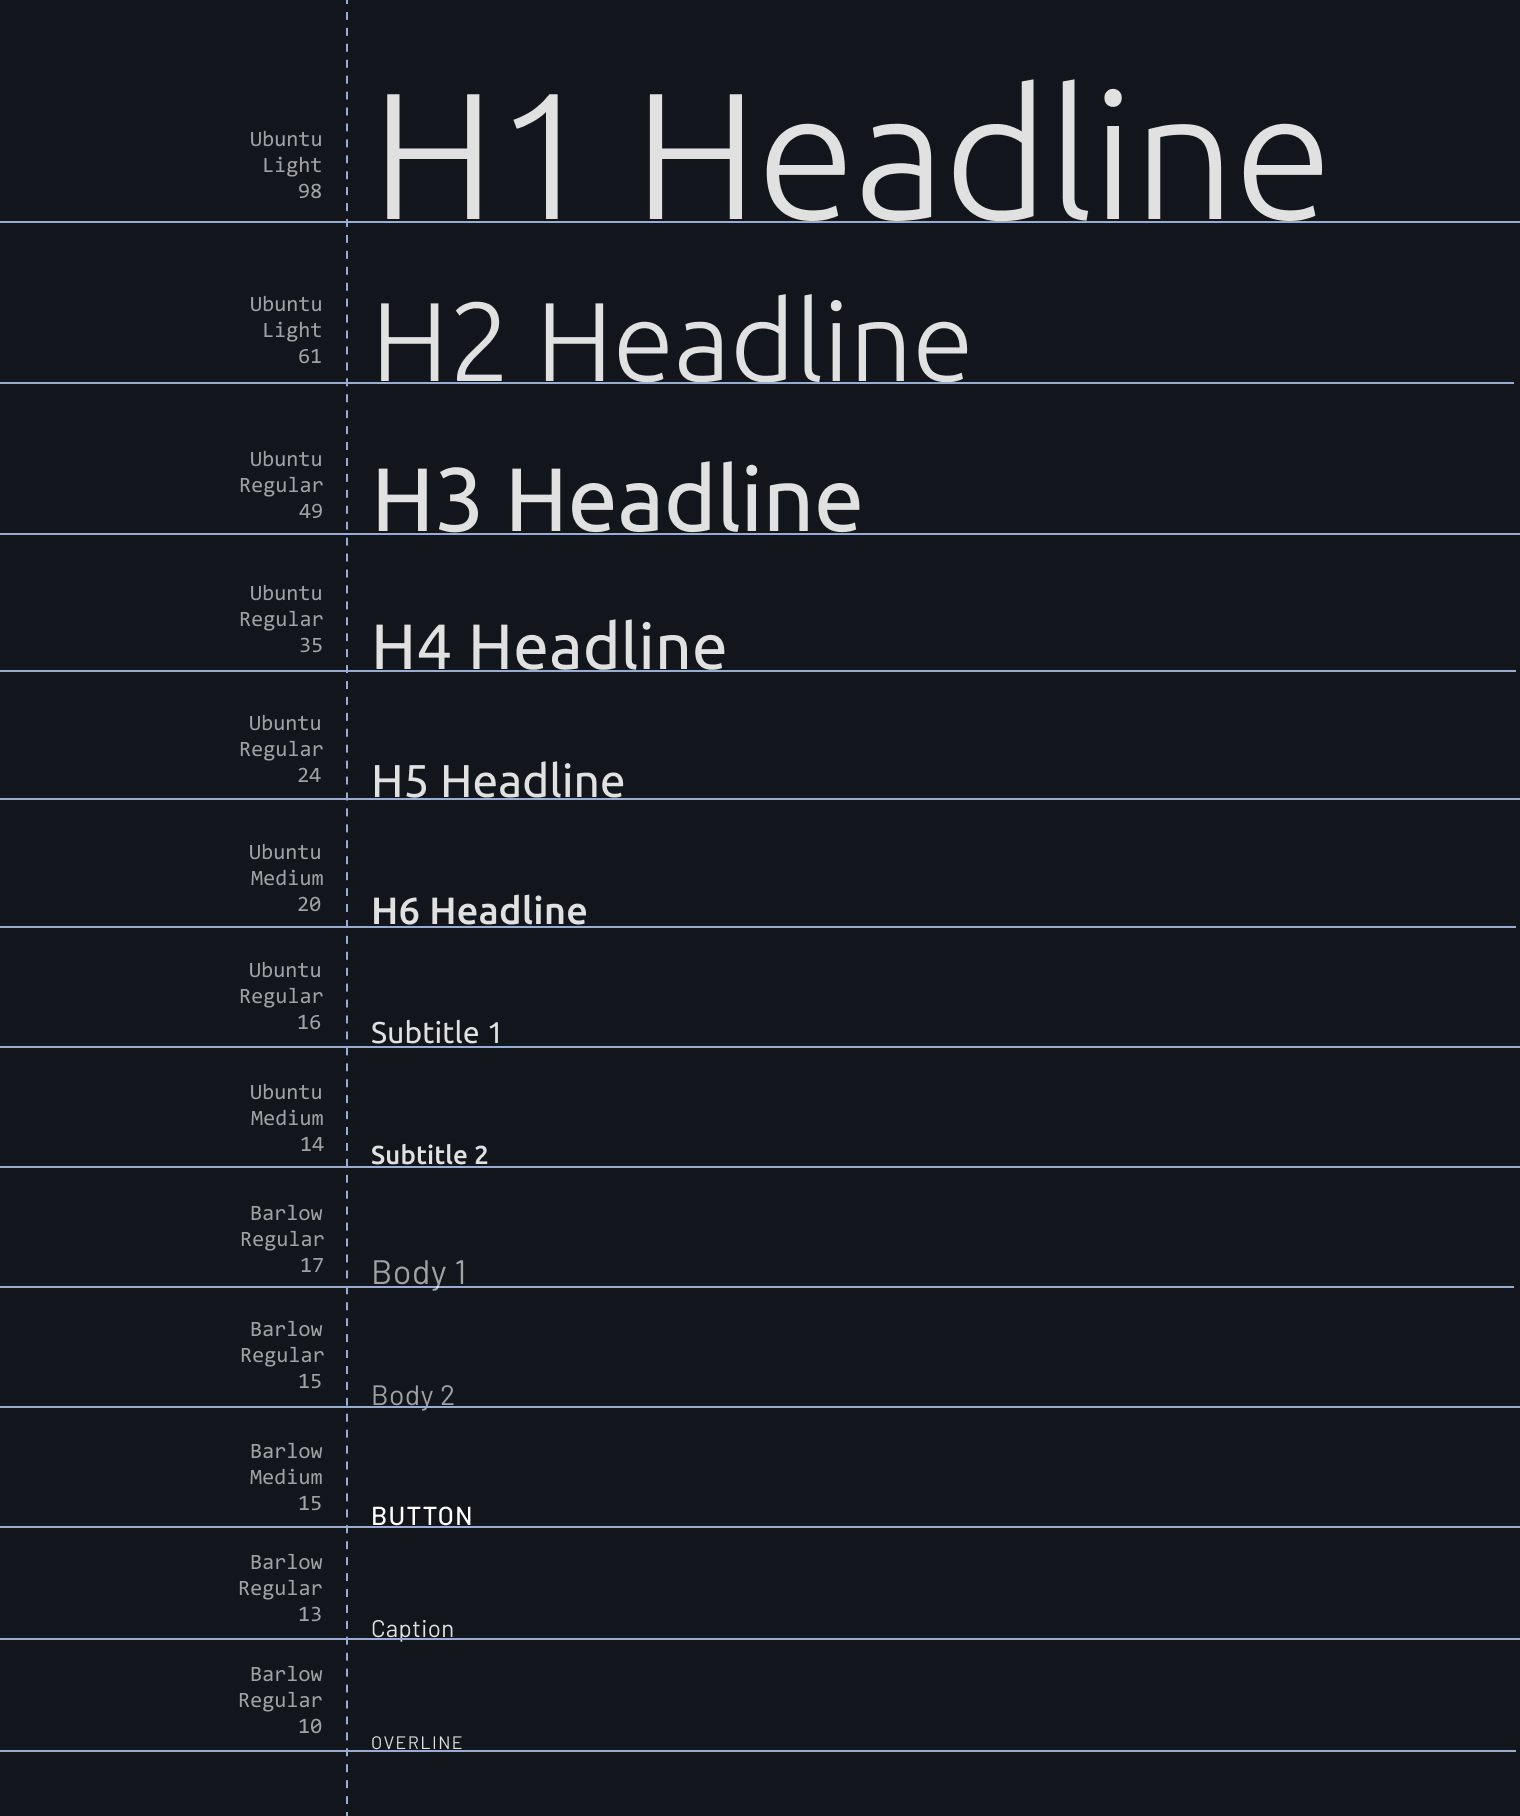 Ubuntu
Light
98
H1 Headline
Ubuntu
Light
61
H2 Headline
Ubuntu
Regular
49
H3 Headline
Ubuntu
Regular
35
H4 Headline
Ubuntu
Regular
24
H5 Headline
Ubuntu
Medium
20
H6 Headline
Ubuntu
Regular
16
Subtitle 1
Ubuntu
Medium
14
Subtitle 2
Barlow
Regular
17
Body 1
Barlow
Regular
15
Body 2
Barlow
Medium
15
BUTTON
Barlow
Regular
13
Caption
Barlow
Regular
10
OVERLINE